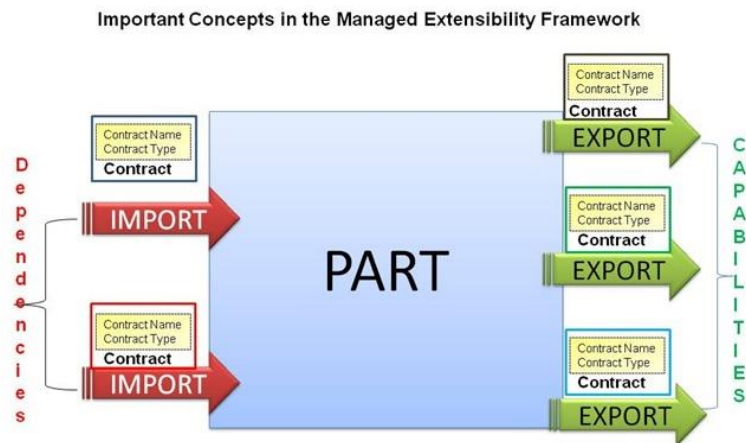 Important Concepts in the Managed Extensibility Framework
Dependencies
Contract Name
Contract Type
Contract
IMPORT
Contract Name
Contract Type
Contract
IMPORT
PART
Contract Name
Contract Type
Contract
EXPORT
Contract Name
Contract Type
Contract
EXPORT
Contract Name
Contract Type
Contract
EXPORT
CAPABILITIES